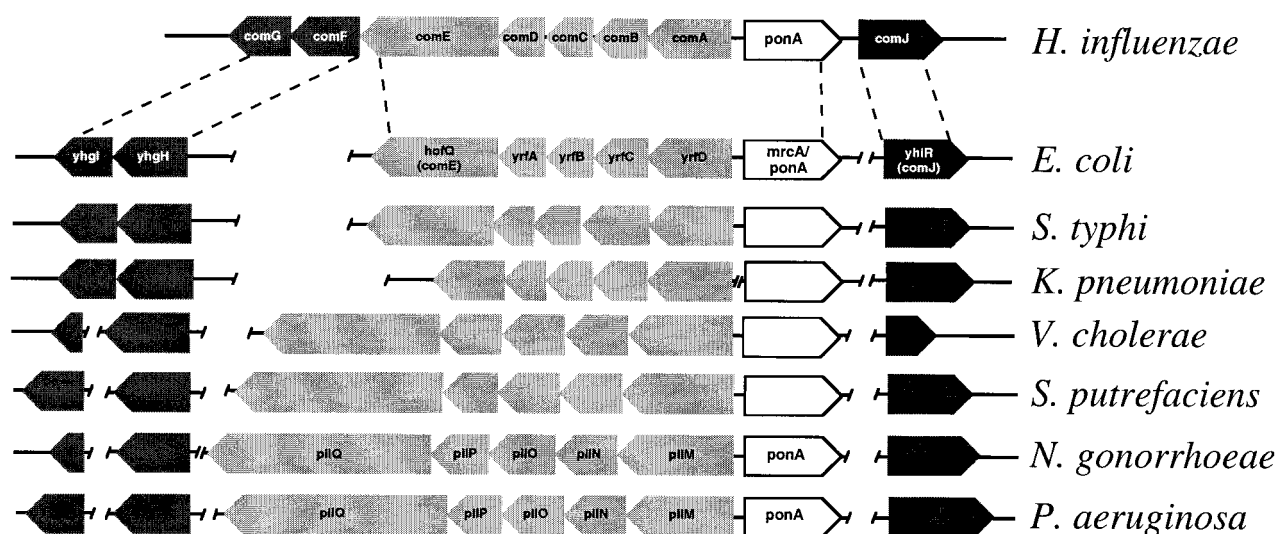 comG comF comE comD comC comB comA ponA comJ H. influenzae
yhgI yhgH hofQ (comE) yrfA yrfB yrfC yrfD mrcA/ ponA yhiR (comJ) E. coli
S. typhi
K. pneumoniae
V. cholerae
S. putrefaciens
pilQ pilP pilO pilN pilM ponA N. gonorrhoeae
pilQ pilP pilO pilN pilM ponA P. aeruginosa